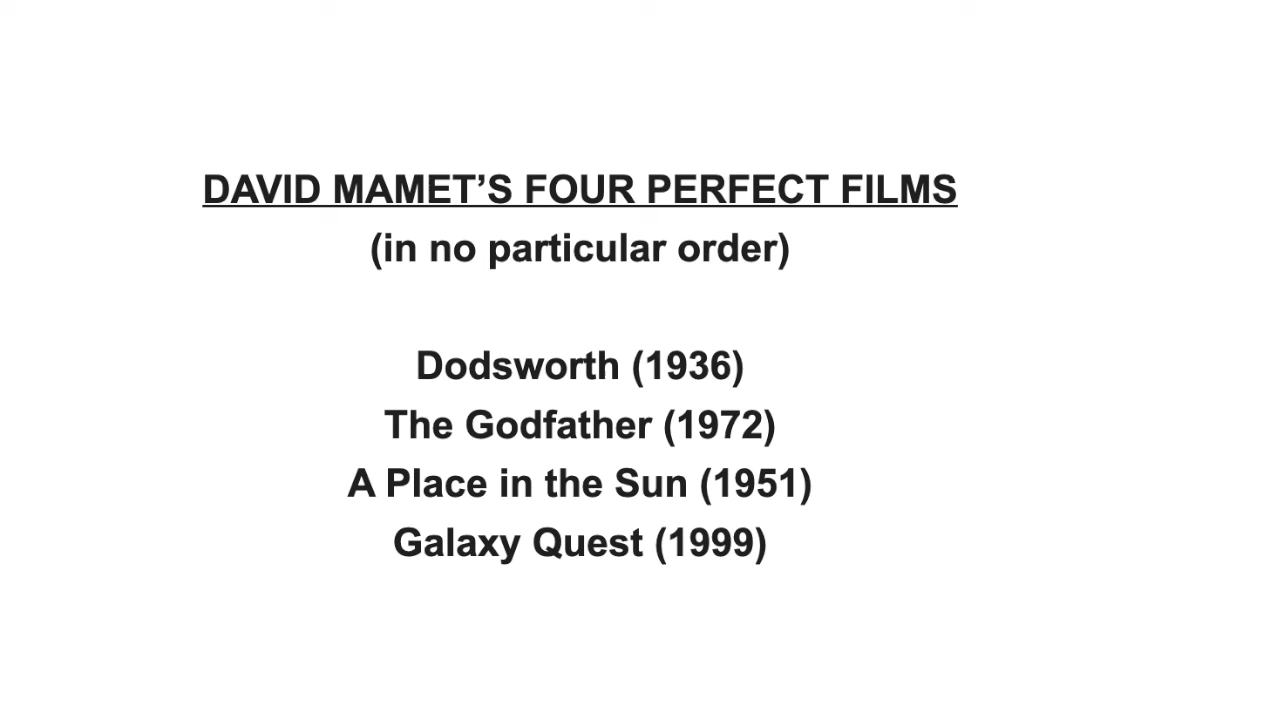 DAVID MAMET’S FOUR PERFECT FILMS
(in no particular order)
Dodsworth (1936)
The Godfather (1972)
A Place in the Sun (1951)
Galaxy Quest (1999)